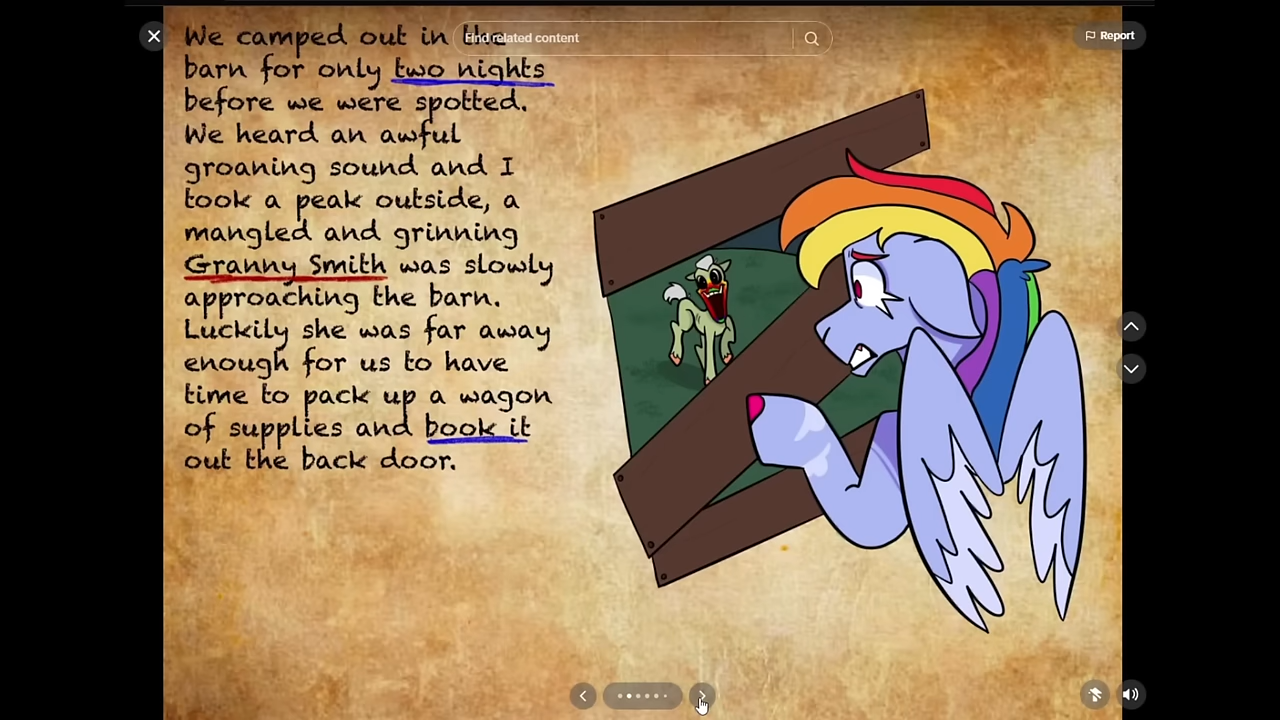 We camped out in the
barn for only two nights
before we were spotted.
We heard an awful
groaning sound and I
took a peak outside, a
mangled and grinning
Granny Smith was slowly
approaching the barn.
Luckily she was far away
enough for us to have
time to pack up a wagon
of supplies and book it
out the back door.
Find related content
Report